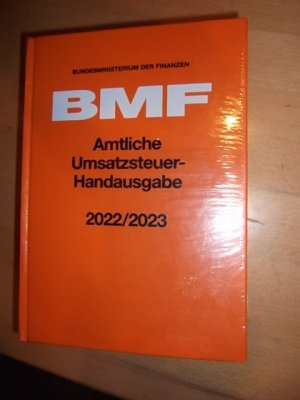 BUNDESMINISTERIUM DER FINANZEN
BMF
Amtliche
Umsatzsteuer-
Handausgabe
2022/2023